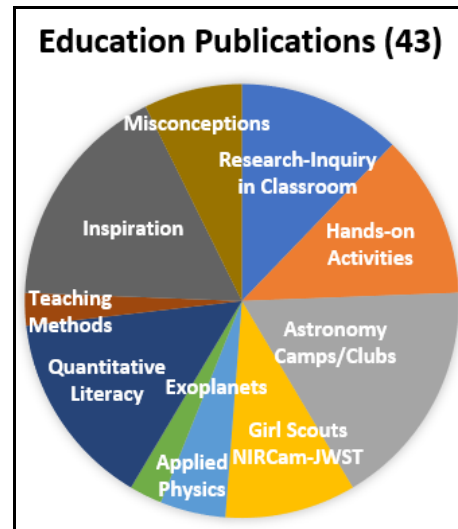 Education Publications (43)
Misconceptions
Research-Inquiry
in Classroom
Hands-on
Activities
Inspiration
Teaching
Methods
Astronomy
Camps/Clubs
Quantitative
Literacy
Exoplanets
Girl Scouts
NIRCam-JWST
Applied
Physics